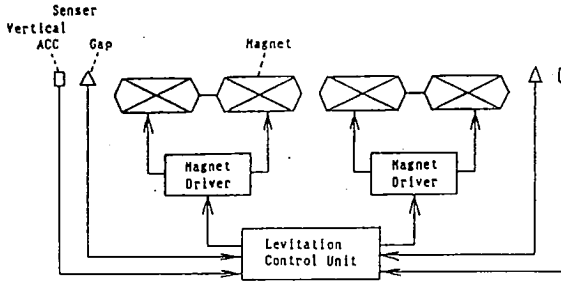 Senser
Vertical
ACC
Gap
Magnet
Magnet
Driver
Magnet
Driver
Levitation
Control Unit